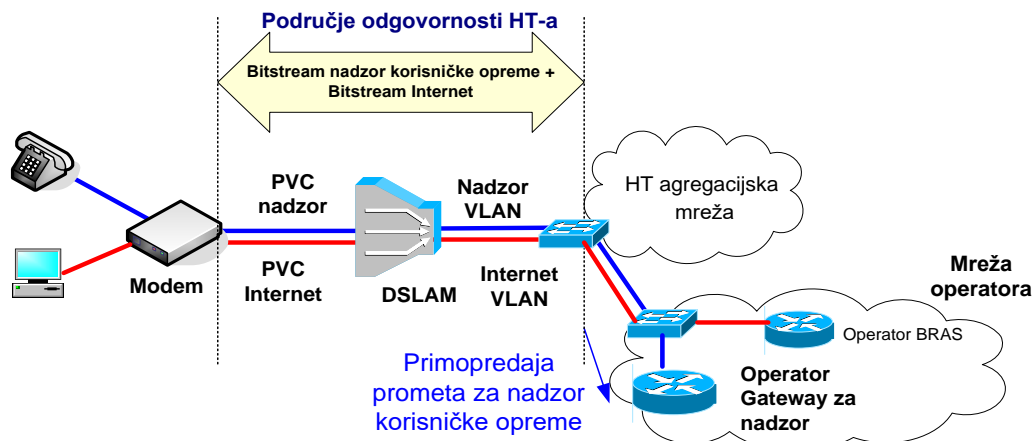 Područje odgovornosti HT-a
Bitstream nadzor korisničke opreme +
Bitstream Internet
HT agregacijska
mreža
PVC
nadzor
Nadzor
VLAN
Modem
PVC
Internet
DSLAM
Internet
VLAN
Mreža
operatora
Operator BRAS
Primopredaja
prometa za nadzor
korisničke opreme
Operator
Gateway za
nadzor